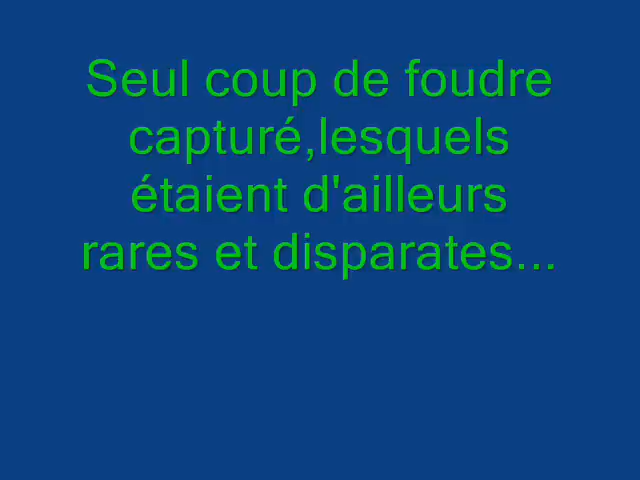 Seul coup de foudre
capturé,lesquels
étaient d'ailleurs
rares et disparates...